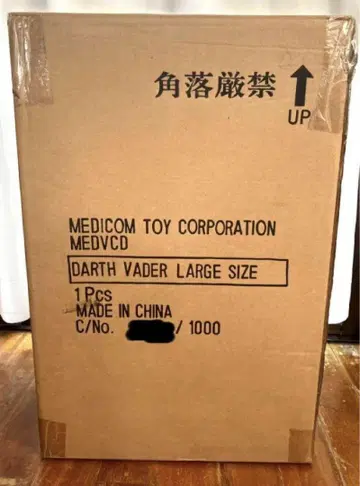 角落厳禁
UP
MEDICOM TOY CORPORATION
MEDVCD
DARTH VADER LARGE SIZE
1 Pcs
MADE IN CHINA
C/No. / 1000